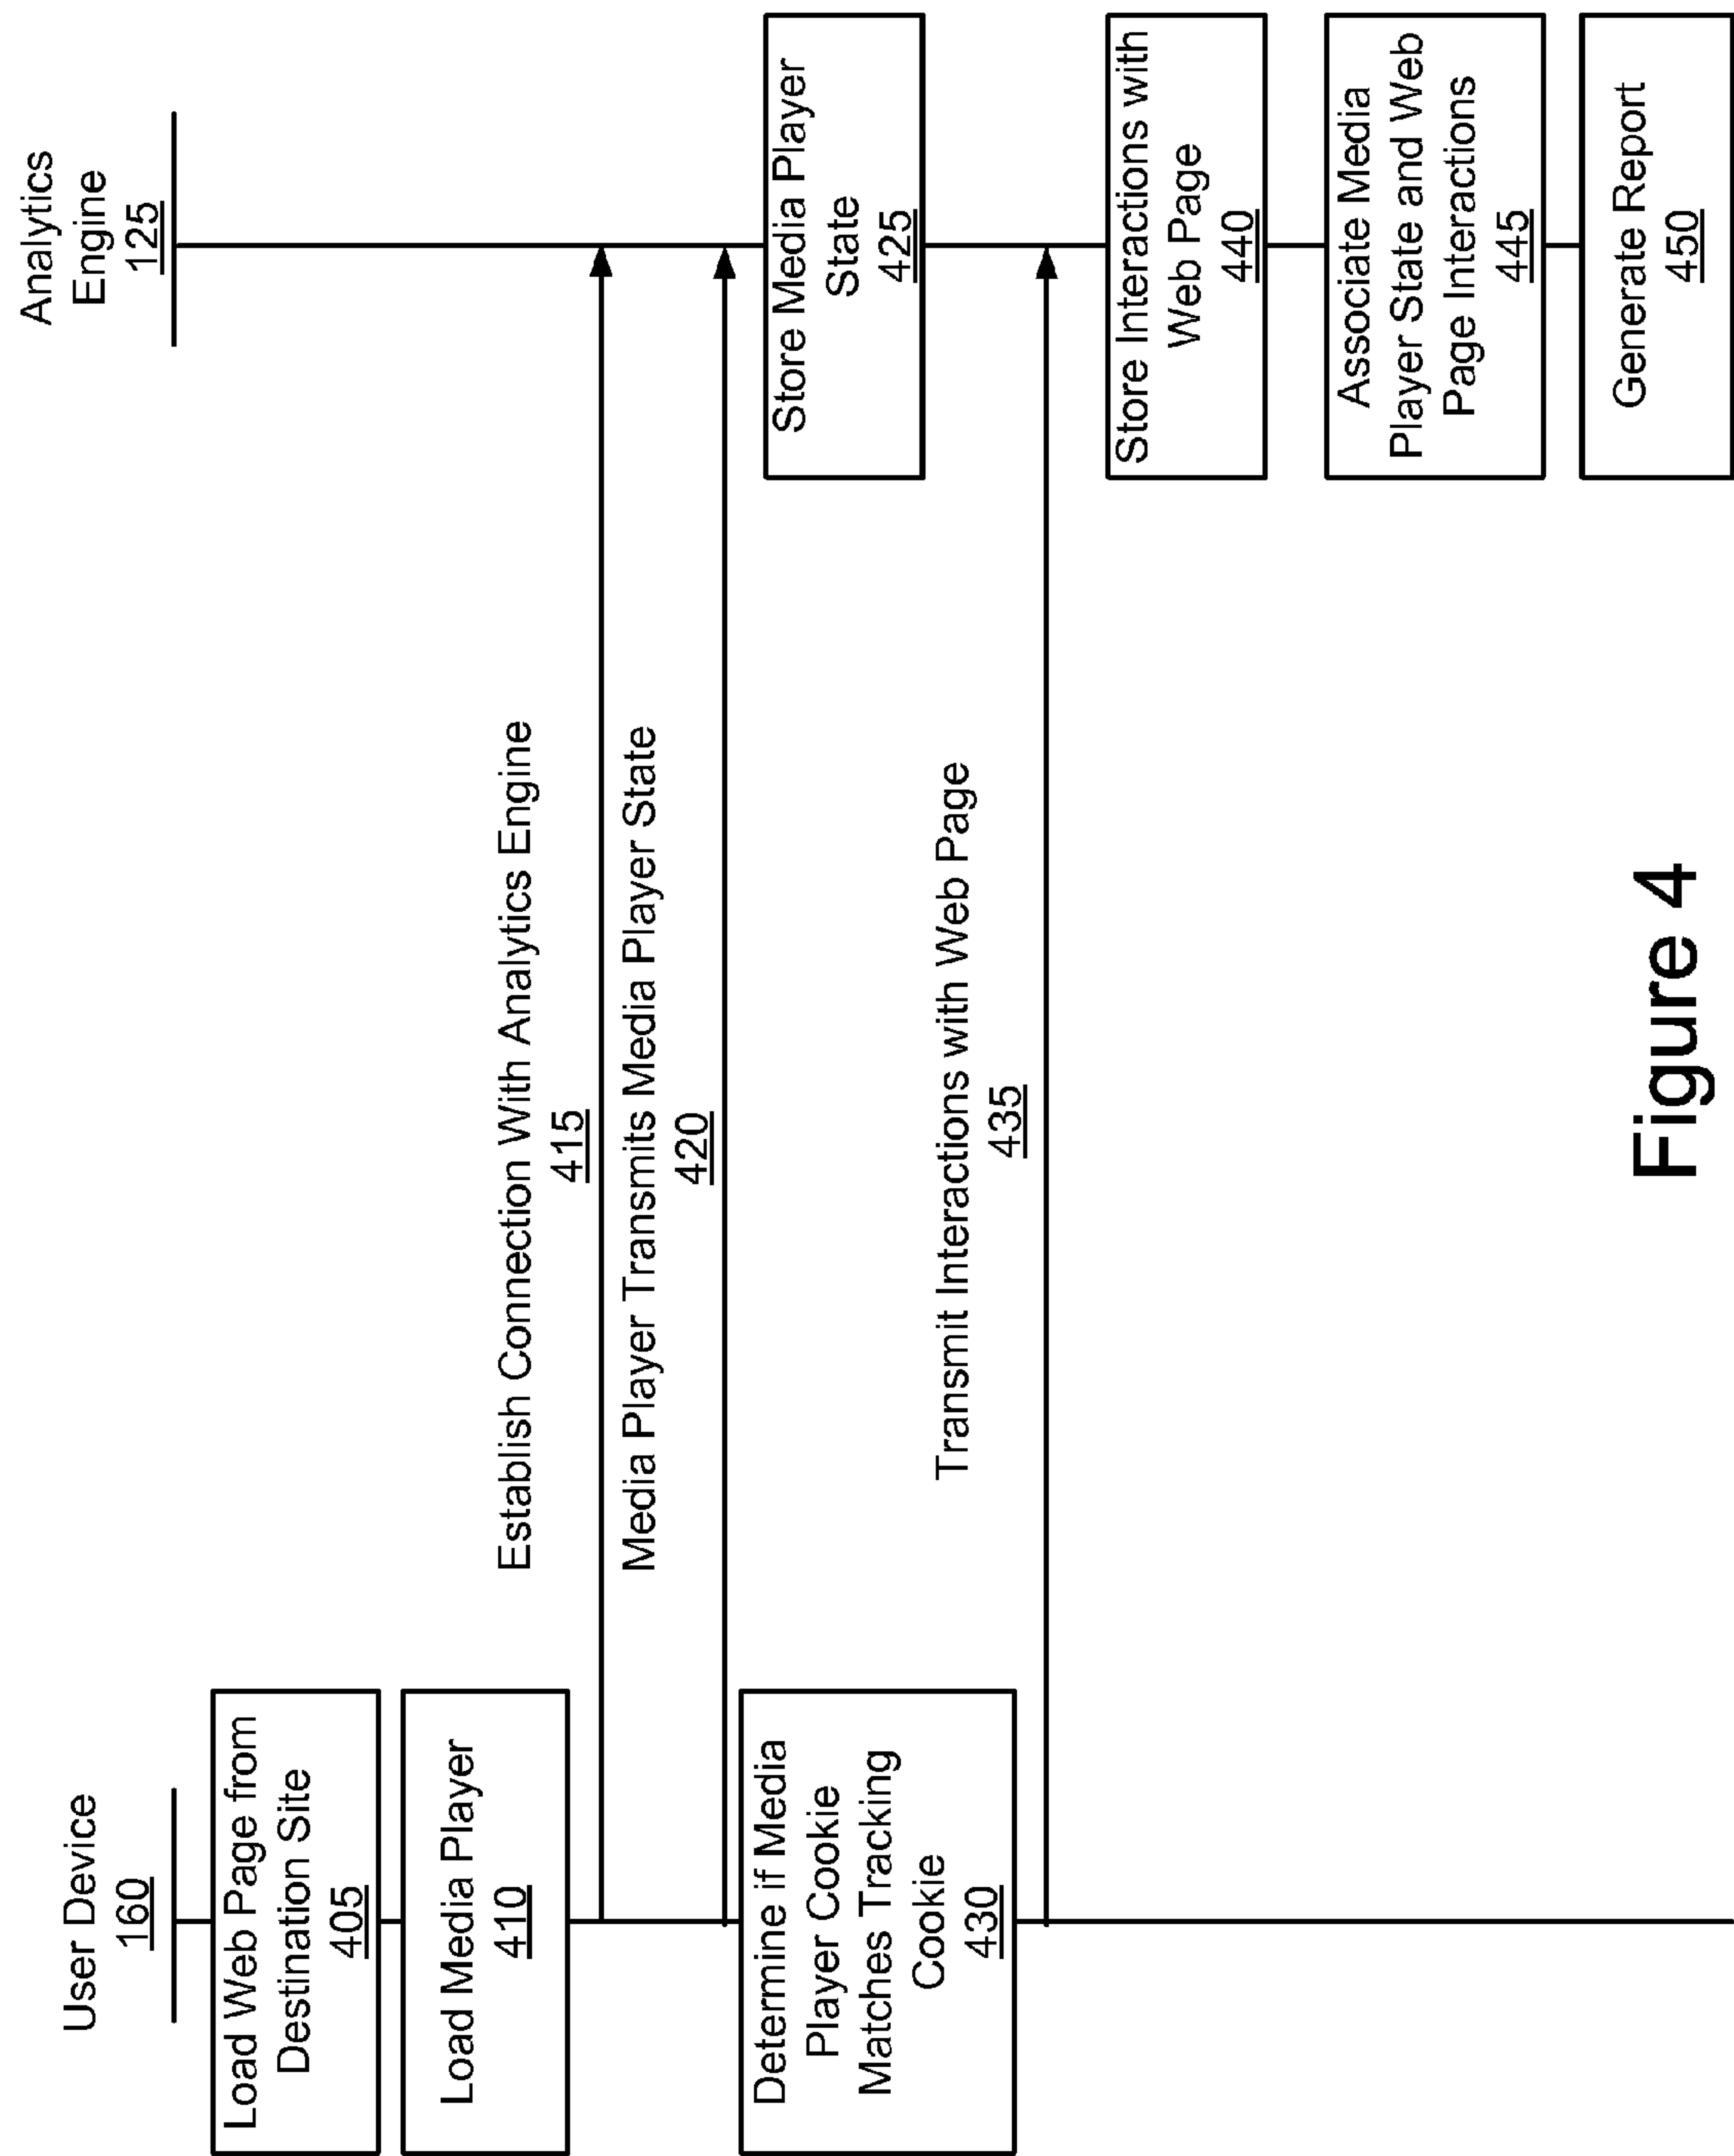 User Device
160
Analytics
Engine
125
Load Web Page from
Destination Site
405
Load Media Player
410
Establish Connection With Analytics Engine
415
Media Player Transmits Media Player State
420
Store Media Player
State
425
Determine if Media
Player Cookie
Matches Tracking
Cookie
430
Transmit Interactions with Web Page
435
Store Interactions with
Web Page
440
Associate Media
Player State and Web
Page Interactions
445
Generate Report
450
Figure 4